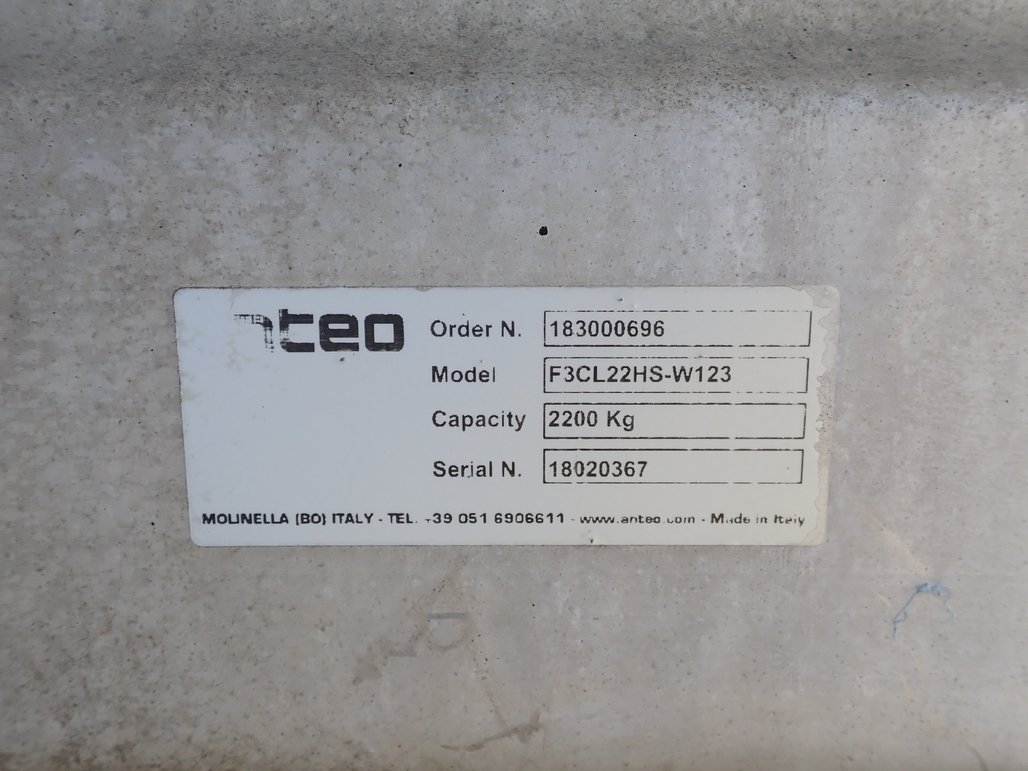 anteo
Order N. 183000696
Model F3CL22HS-W123
Capacity 2200 Kg
Serial N. 18020367
MOLINELLA (BO) ITALY - TEL. +39 051 6906611 - www.anteo.com - Made in Italy